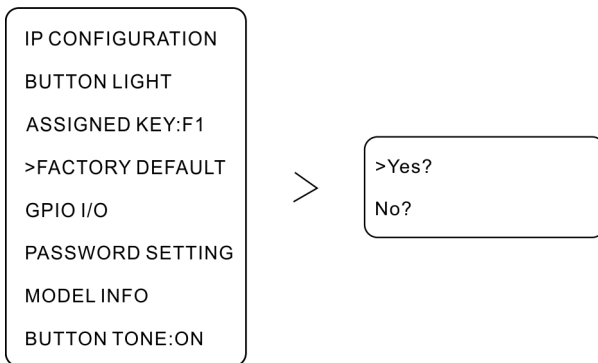 IP CONFIGURATION
BUTTON LIGHT
ASSIGNED KEY:F1
>FACTORY DEFAULT
GPIO I/O
PASSWORD SETTING
MODEL INFO
BUTTON TONE:ON
>
>Yes?
No?